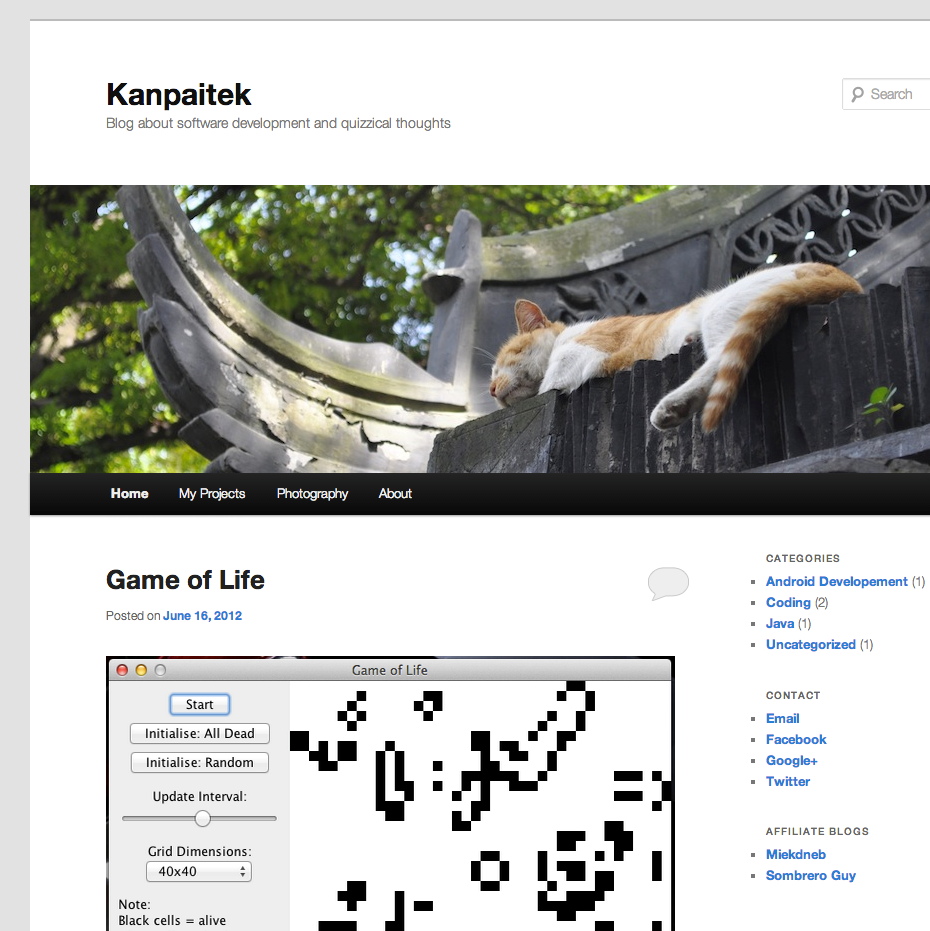 Kanpaitek
Blog about software development and quizzical thoughts
Search
Home My Projects Photography About
Game of Life
Posted on June 16, 2012
Game of Life
Start
Initialise: All Dead
Initialise: Random
Update Interval:
Grid Dimensions:
40x40
Note:
Black cells = alive
CATEGORIES
Android Developement (1)
Coding (2)
Java (1)
Uncategorized (1)
CONTACT
Email
Facebook
Google+
Twitter
AFFILIATE BLOGS
Miekdneb
Sombrero Guy